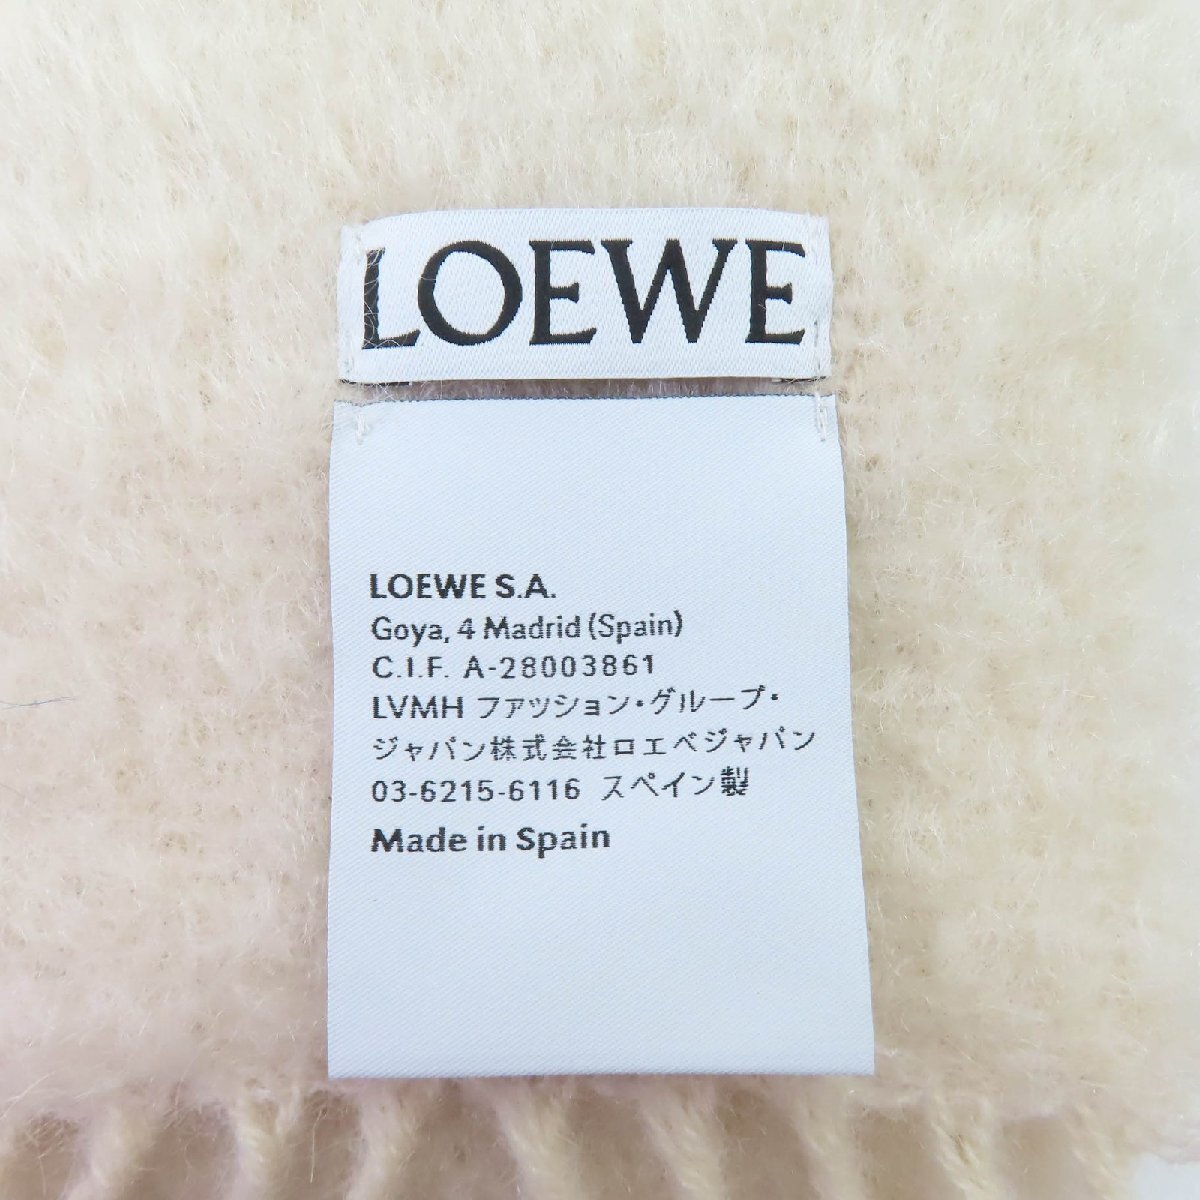 LOEWE
LOEWE S.A.
Goya, 4 Madrid (Spain)
C.I.F. A-28003861
LVMH ファッション・グループ・
ジャパン株式会社ロエベジャパン
03-6215-6116 スペイン製
Made in Spain